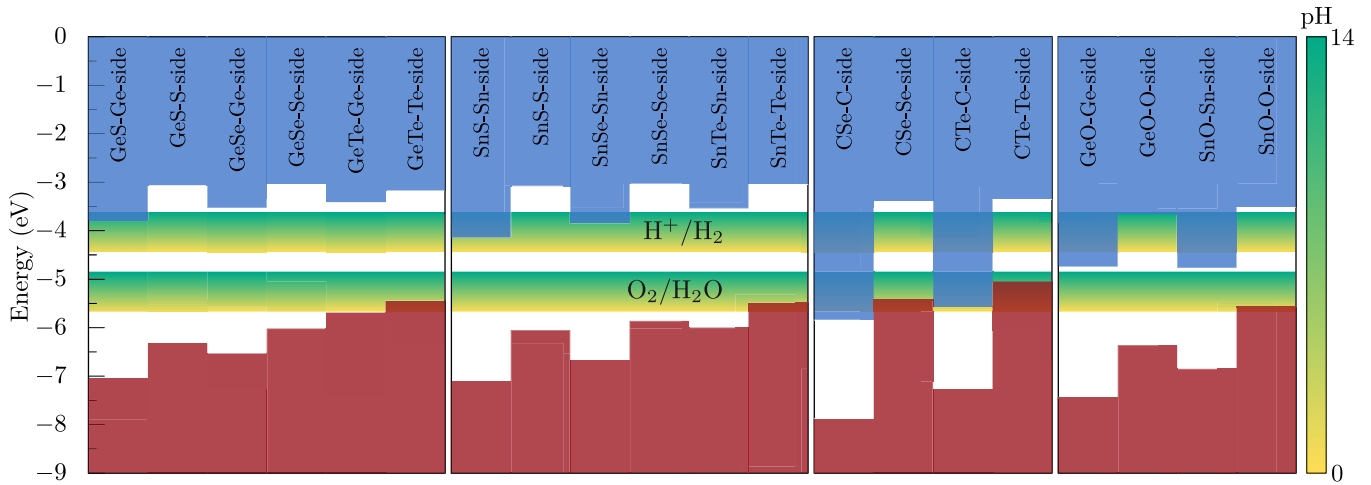 pH
14
0
−1
−2
−3
−4
−5
−6
−7
−8
−9
Energy (eV)
GeS-Ge-side
GeS-S-side
GeSe-Ge-side
GeSe-Se-side
GeTe-Ge-side
GeTe-Te-side
SnS-Sn-side
SnS-S-side
SnSe-Sn-side
SnSe-Se-side
SnTe-Sn-side
SnTe-Te-side
CSe-C-side
CSe-Se-side
CTe-C-side
CTe-Te-side
GeO-Ge-side
GeO-O-side
SnO-Sn-side
SnO-O-side
H⁺/H₂
O₂/H₂O
0